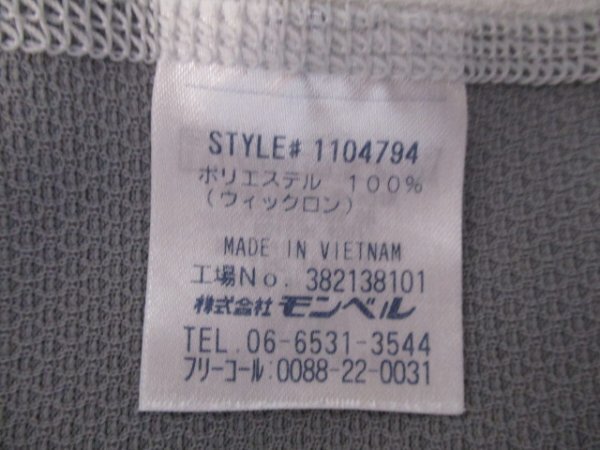 STYLE# 1104794
ポリエステル 100%
(ウィックロン)
MADE IN VIETNAM
工場No. 382138101
株式会社 モンベル
TEL. 06-6531-3544
フリーコール:0088-22-0031